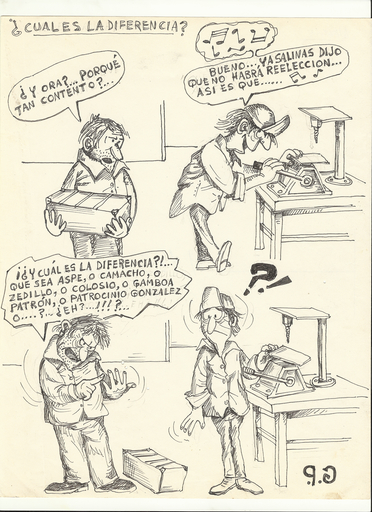 ¿CUAL ES LA DIFERENCIA?
¿Y ORA?... PORQUÉ
TAN CONTENTO?...
BUENO... YA SALINAS DIJO
QUE NO HABRÁ REELECCION...
ASI ES QUE......
¡¿Y CUÁL ES LA DIFERENCIA?!...
QUE SEA ASPE, O CAMACHO, O
ZEDILLO, O COLOSIO, O GAMBOA
PATRÓN, O PATROCINIO GONZALEZ
O....?... ¿EH?...!!!?...
?!
G.P